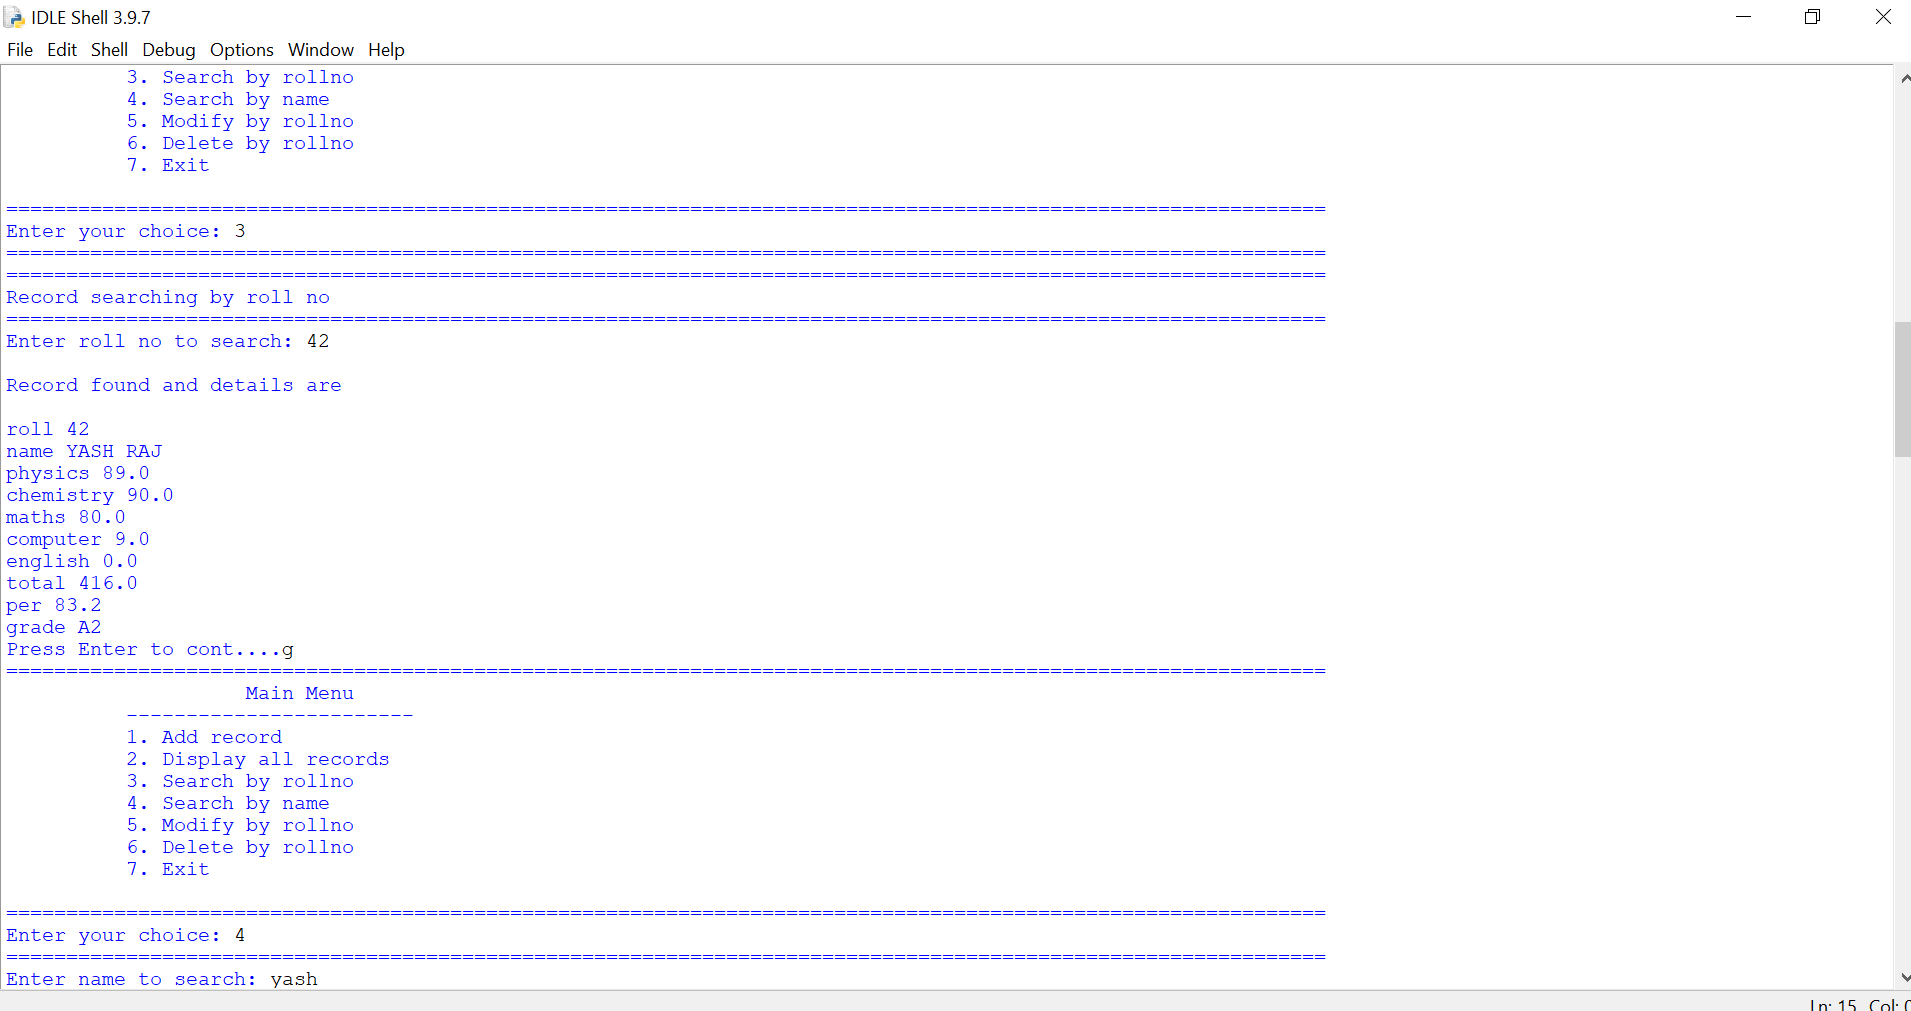 IDLE Shell 3.9.7
File Edit Shell Debug Options Window Help
3. Search by rollno
4. Search by name
5. Modify by rollno
6. Delete by rollno
7. Exit
==============================================================================================================
Enter your choice: 3
==============================================================================================================
==============================================================================================================
Record searching by roll no
==============================================================================================================
Enter roll no to search: 42
Record found and details are
roll 42
name YASH RAJ
physics 89.0
chemistry 90.0
maths 80.0
computer 9.0
english 0.0
total 416.0
per 83.2
grade A2
Press Enter to cont....g
==============================================================================================================
Main Menu
------------------------
1. Add record
2. Display all records
3. Search by rollno
4. Search by name
5. Modify by rollno
6. Delete by rollno
7. Exit
==============================================================================================================
Enter your choice: 4
==============================================================================================================
Enter name to search: yash
Ln: 15 Col: 0